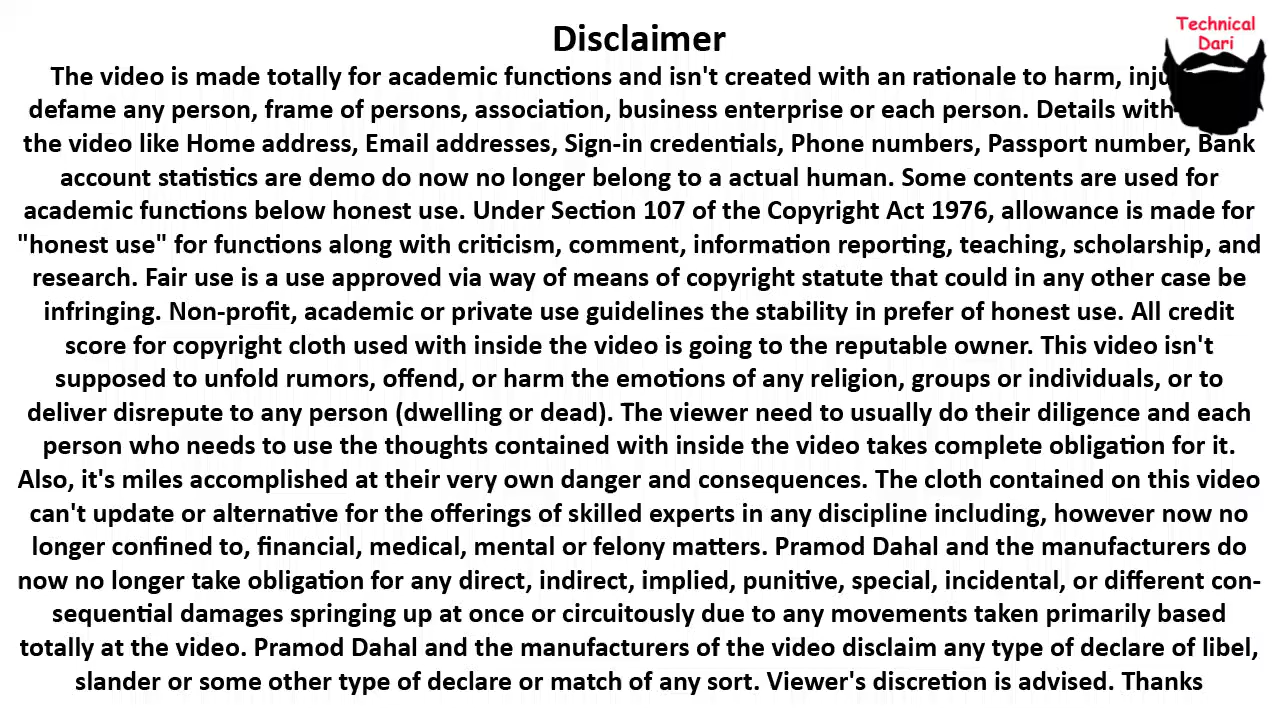 Disclaimer
Technical
Dari
The video is made totally for academic functions and isn't created with an rationale to harm,
defame any person, frame of persons, association, business enterprise or each person. Details with
the video like Home address, Email addresses, Sign-in credentials, Phone numbers, Passport number, Bank
account statistics are demo do now no longer belong to a actual human. Some contents are used for
academic functions below honest use. Under Section 107 of the Copyright Act 1976, allowance is made for
"honest use" for functions along with criticism, comment, information reporting, teaching, scholarship, and
research. Fair use is a use approved via way of means of copyright statute that could in any other case be
infringing. Non-profit, academic or private use guidelines the stability in prefer of honest use. All credit
score for copyright cloth used with inside the video is going to the reputable owner. This video isn't
supposed to unfold rumors, offend, or harm the emotions of any religion, groups or individuals, or to
deliver disrepute to any person (dwelling or dead). The viewer need to usually do their diligence and each
person who needs to use the thoughts contained with inside the video takes complete obligation for it.
Also, it's miles accomplished at their very own danger and consequences. The cloth contained on this video
can't update or alternative for the offerings of skilled experts in any discipline including, however now no
longer confined to, financial, medical, mental or felony matters. Pramod Dahal and the manufacturers do
now no longer take obligation for any direct, indirect, implied, punitive, special, incidental, or different con-
sequential damages springing up at once or circuitously due to any movements taken primarily based
totally at the video. Pramod Dahal and the manufacturers of the video disclaim any type of declare of libel,
slander or some other type of declare or match of any sort. Viewer's discretion is advised. Thanks